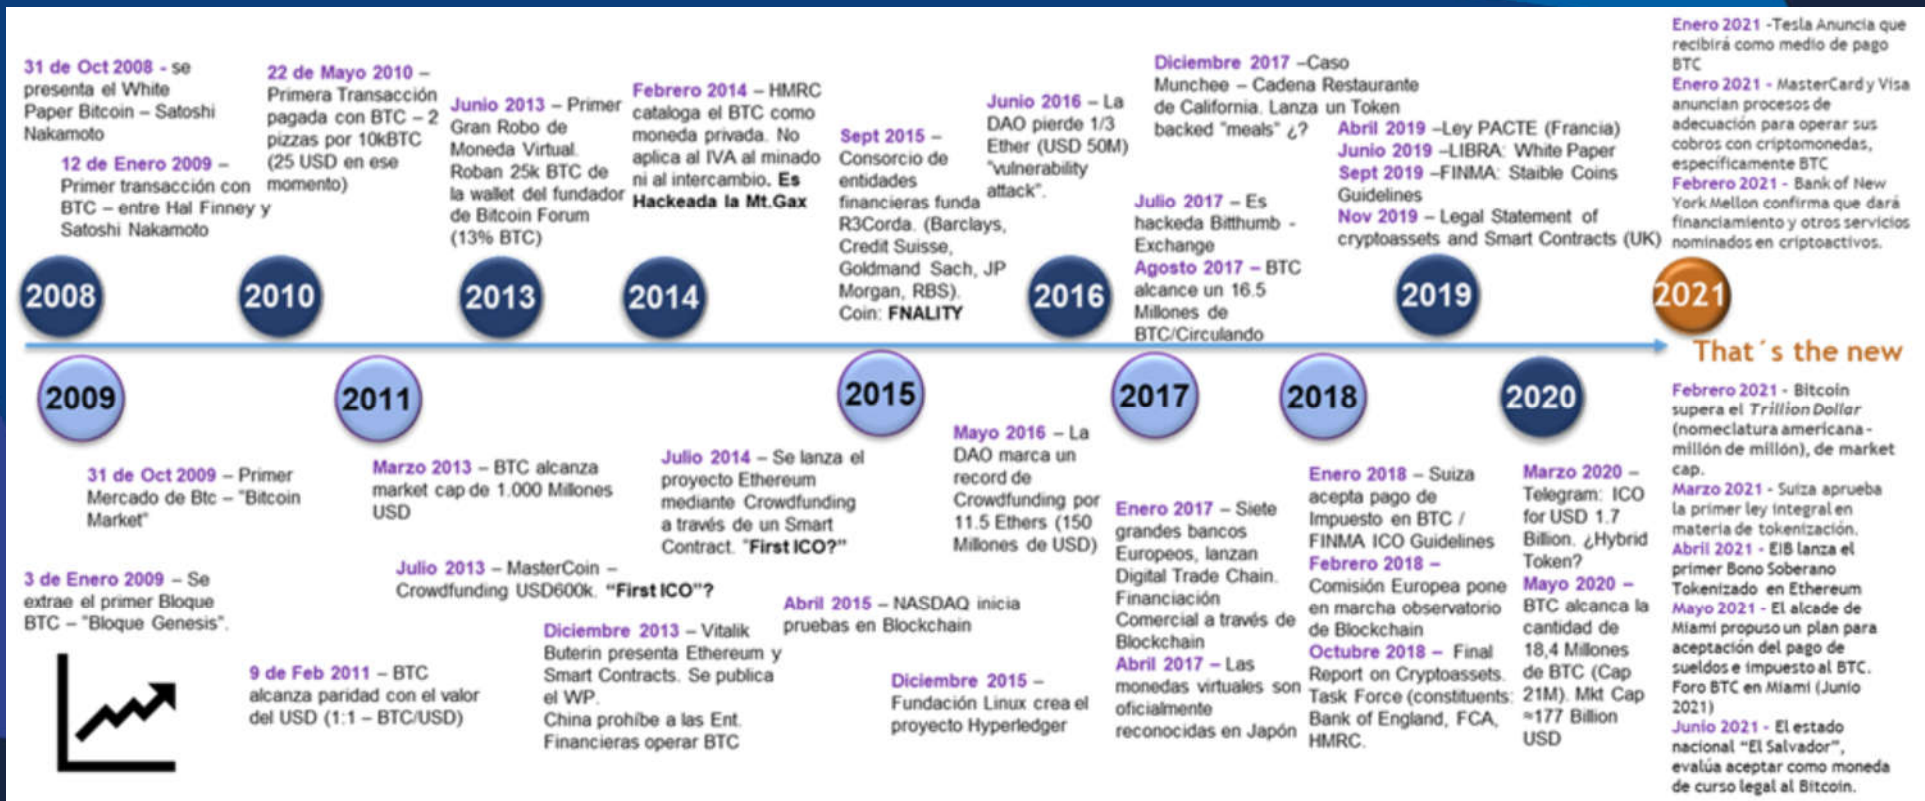 31 de Oct 2008 - se
presenta el White
Paper Bitcoin – Satoshi
Nakamoto
12 de Enero 2009 –
Primer transacción con
BTC – entre Hal Finney y
Satoshi Nakamoto
22 de Mayo 2010 –
Primera Transacción
pagada con BTC – 2
pizzas por 10kBTC
(25 USD en ese
momento)
Junio 2013 – Primer
Gran Robo de
Moneda Virtual.
Roban 25k BTC de
la wallet del fundador
de Bitcoin Forum
(13% BTC)
Febrero 2014 – HMRC
cataloga el BTC como
moneda privada. No
aplica al IVA al minado
ni al intercambio. Es
Hackeada la Mt.Gax
Sept 2015 –
Consorcio de
entidades
financieras funda
R3Corda. (Barclays,
Credit Suisse,
Goldmand Sach, JP
Morgan, RBS).
Coin: FNALITY
Junio 2016 – La
DAO pierde 1/3
Ether (USD 50M)
"vulnerability
attack".
Diciembre 2017 –Caso
Munchee – Cadena Restaurante
de California. Lanza un Token
backed "meals" ¿?
Julio 2017 – Es
hackeda Bitthumb -
Exchange
Agosto 2017 – BTC
alcance un 16.5
Millones de
BTC/Circulando
Abril 2019 –Ley PACTE (Francia)
Junio 2019 –LIBRA: White Paper
Sept 2019 –FINMA: Staible Coins
Guidelines
Nov 2019 – Legal Statement of
cryptoassets and Smart Contracts (UK)
Enero 2021 -Tesla Anuncia que
recibirá como medio de pago
BTC
Enero 2021 - MasterCard y Visa
anuncian procesos de
adecuación para operar sus
cobros con criptomonedas,
específicamente BTC
Febrero 2021 - Bank of New
York Mellon confirma que dará
financiamiento y otros servicios
nominados en criptoactivos.
2008
2010
2013
2014
2016
2019
2021
That´s the new
2009
2011
2015
2017
2018
2020
31 de Oct 2009 – Primer
Mercado de Btc – "Bitcoin
Market"
3 de Enero 2009 – Se
extrae el primer Bloque
BTC – "Bloque Genesis".
9 de Feb 2011 – BTC
alcanza paridad con el valor
del USD (1:1 – BTC/USD)
Marzo 2013 – BTC alcanza
market cap de 1.000 Millones
USD
Julio 2013 – MasterCoin –
Crowdfunding USD600k. “First ICO”?
Diciembre 2013 – Vitalik
Buterin presenta Ethereum y
Smart Contracts. Se publica
el WP.
China prohíbe a las Ent.
Financieras operar BTC
Julio 2014 – Se lanza el
proyecto Ethereum
mediante Crowdfunding
a través de un Smart
Contract. "First ICO?"
Abril 2015 – NASDAQ inicia
pruebas en Blockchain
Diciembre 2015 –
Fundación Linux crea el
proyecto Hyperledger
Mayo 2016 – La
DAO marca un
record de
Crowdfunding por
11.5 Ethers (150
Millones de USD)
Enero 2017 – Siete
grandes bancos
Europeos, lanzan
Digital Trade Chain.
Financiación
Comercial a través de
Blockchain
Abril 2017 – Las
monedas virtuales son
oficialmente
reconocidas en Japón
Enero 2018 – Suiza
acepta pago de
Impuesto en BTC /
FINMA ICO Guidelines
Febrero 2018 –
Comisión Europea pone
en marcha observatorio
de Blockchain
Octubre 2018 – Final
Report on Cryptoassets.
Task Force (constituents:
Bank of England, FCA,
HMRC.
Marzo 2020 –
Telegram: ICO
for USD 1.7
Billion. ¿Hybrid
Token?
Mayo 2020 –
BTC alcanca la
cantidad de
18,4 Millones
de BTC (Cap
21M). Mkt Cap
≈177 Billion
USD
Febrero 2021 - Bitcoin
supera el Trillion Dollar
(nomeclatura americana -
millón de millón), de market
cap.
Marzo 2021 - Suiza aprueba
la primer ley integral en
materia de tokenización.
Abril 2021 - EIB lanza el
primer Bono Soberano
Tokenizado en Ethereum
Mayo 2021 - El alcade de
Miami propuso un plan para
aceptación del pago de
sueldos e impuesto al BTC.
Foro BTC en Miami (Junio
2021)
Junio 2021 - El estado
nacional “El Salvador”,
evalúa aceptar como moneda
de curso legal al Bitcoin.